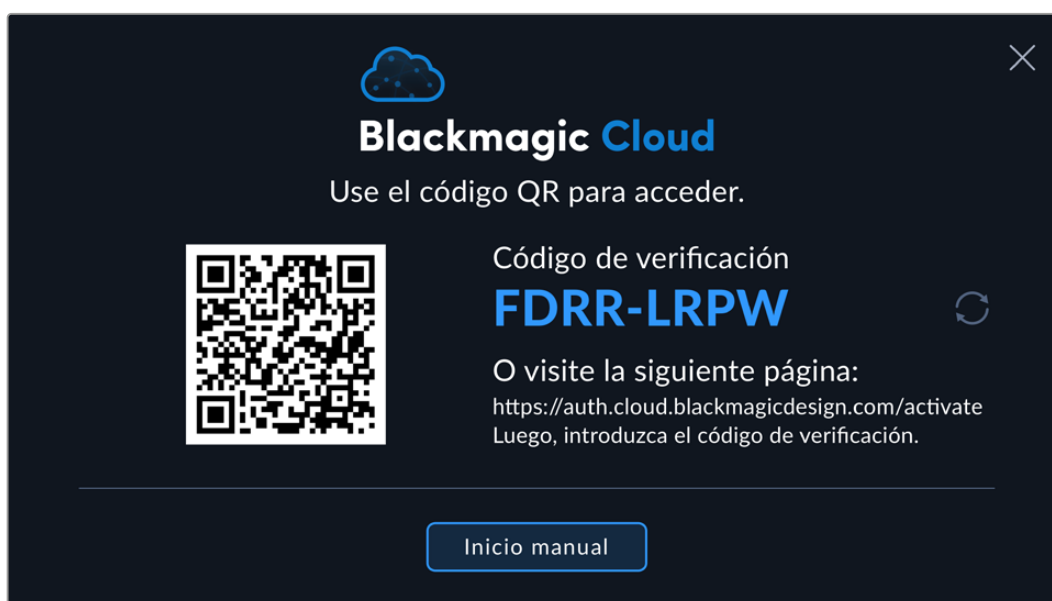 Blackmagic Cloud
Use el código QR para acceder.
Código de verificación
FDRR-LRPW
O visite la siguiente página:
https://auth.cloud.blackmagicdesign.com/activate
Luego, introduzca el código de verificación.
Inicio manual